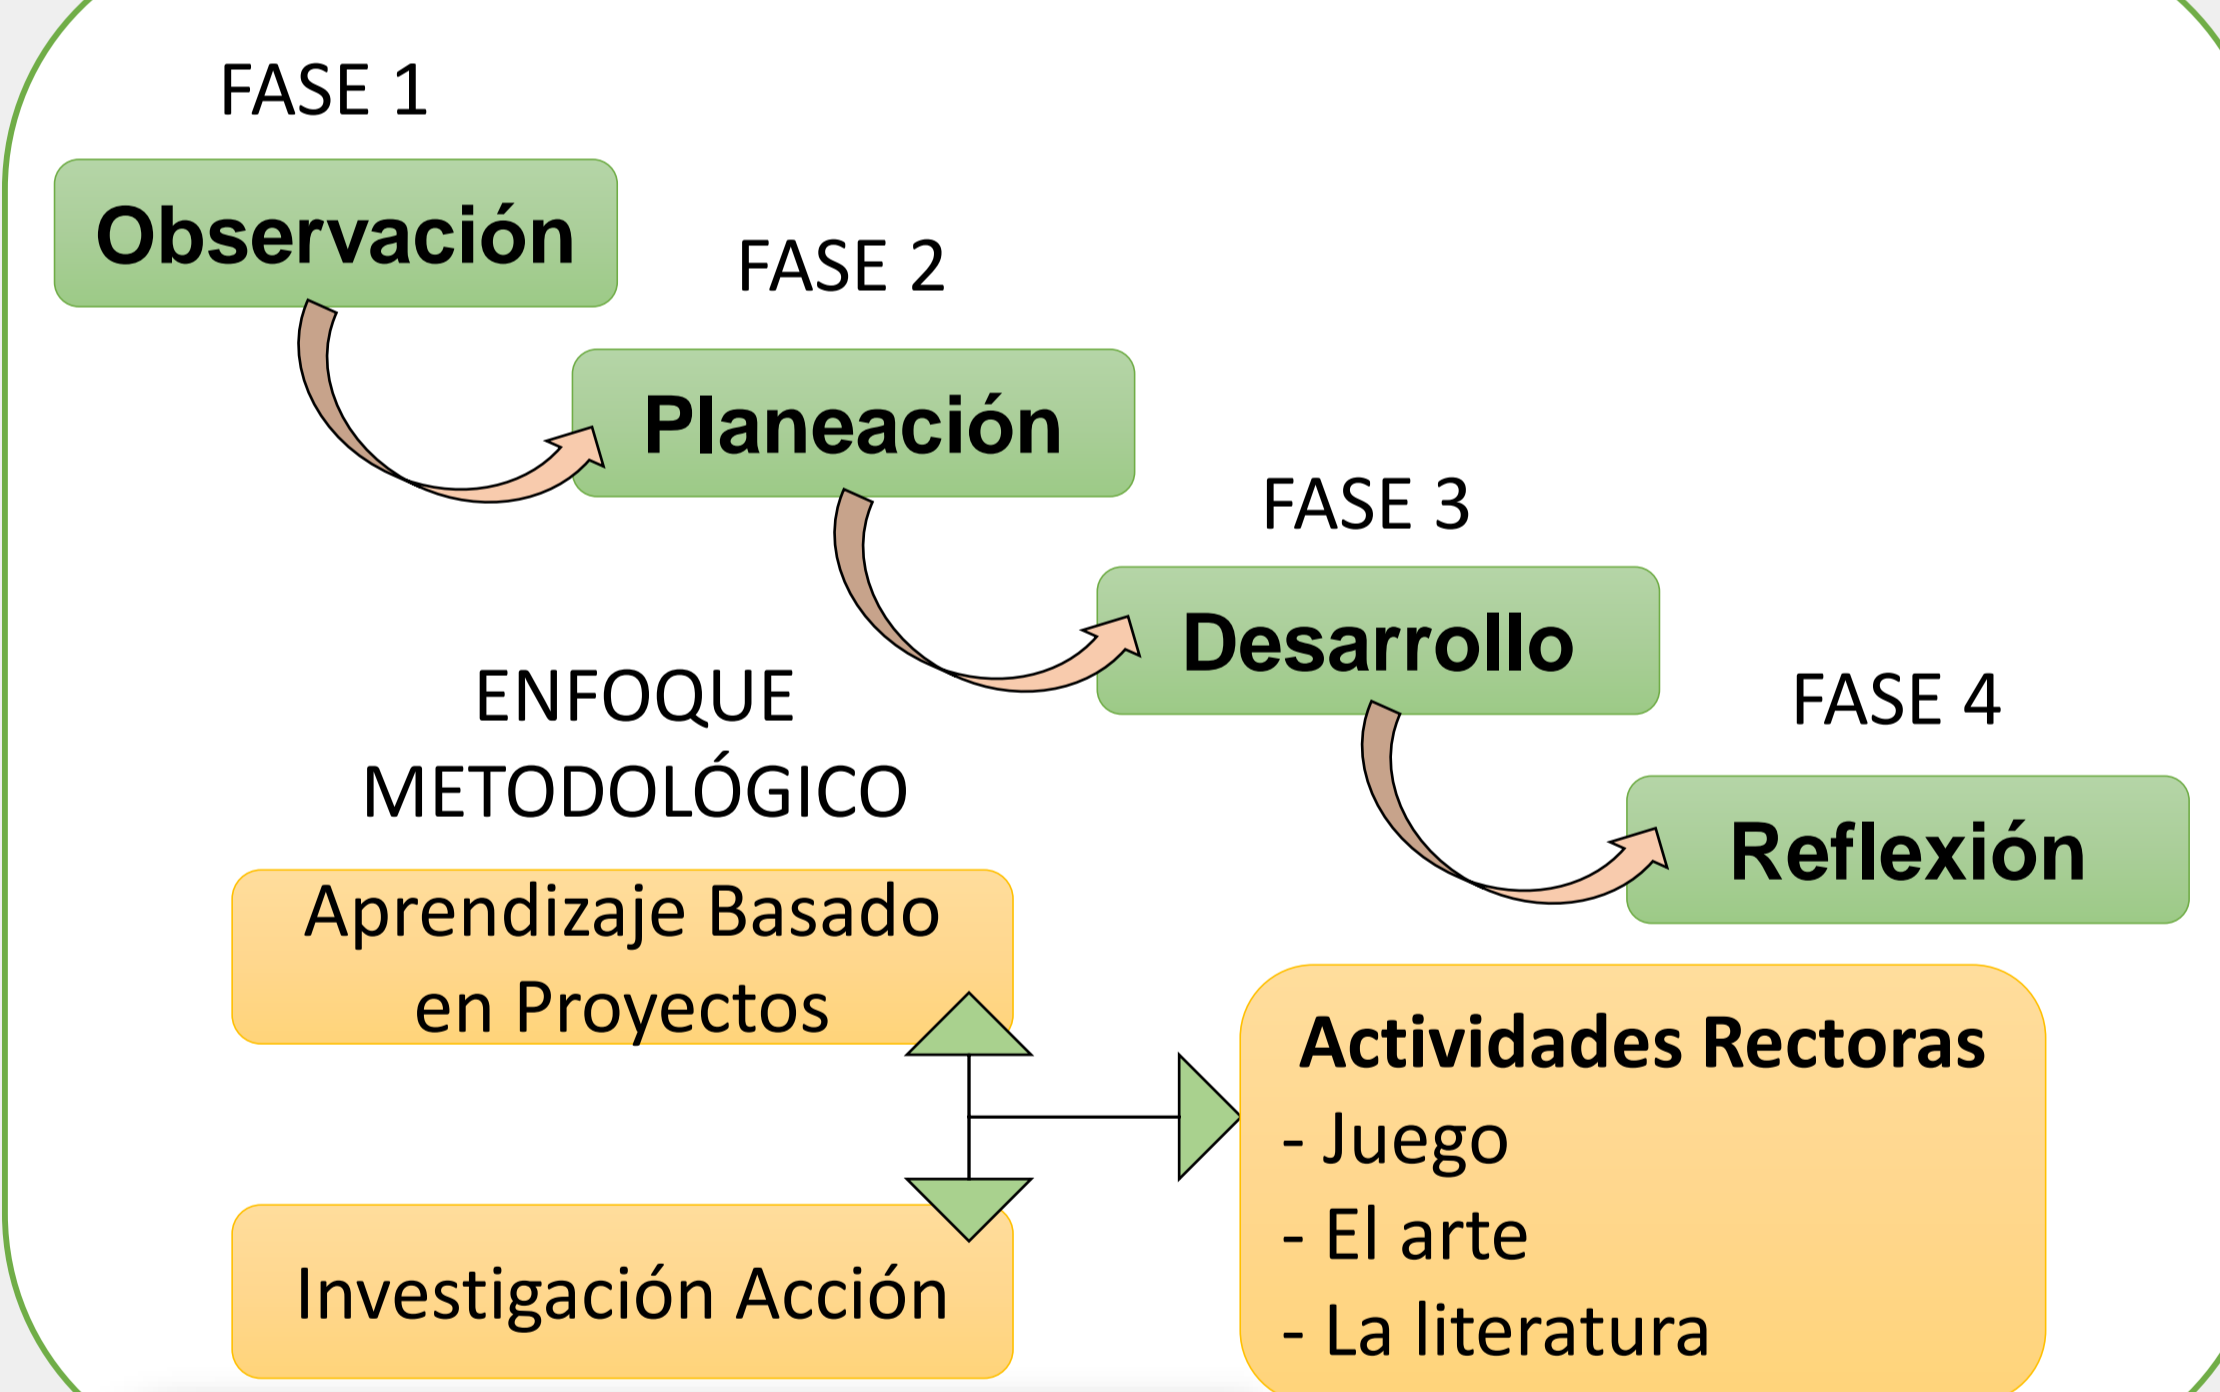 FASE 1
Observación
FASE 2
Planeación
FASE 3
Desarrollo
FASE 4
Reflexión
ENFOQUE
METODOLÓGICO
Aprendizaje Basado
en Proyectos
Investigación Acción
Actividades Rectoras
- Juego
- El arte
- La literatura